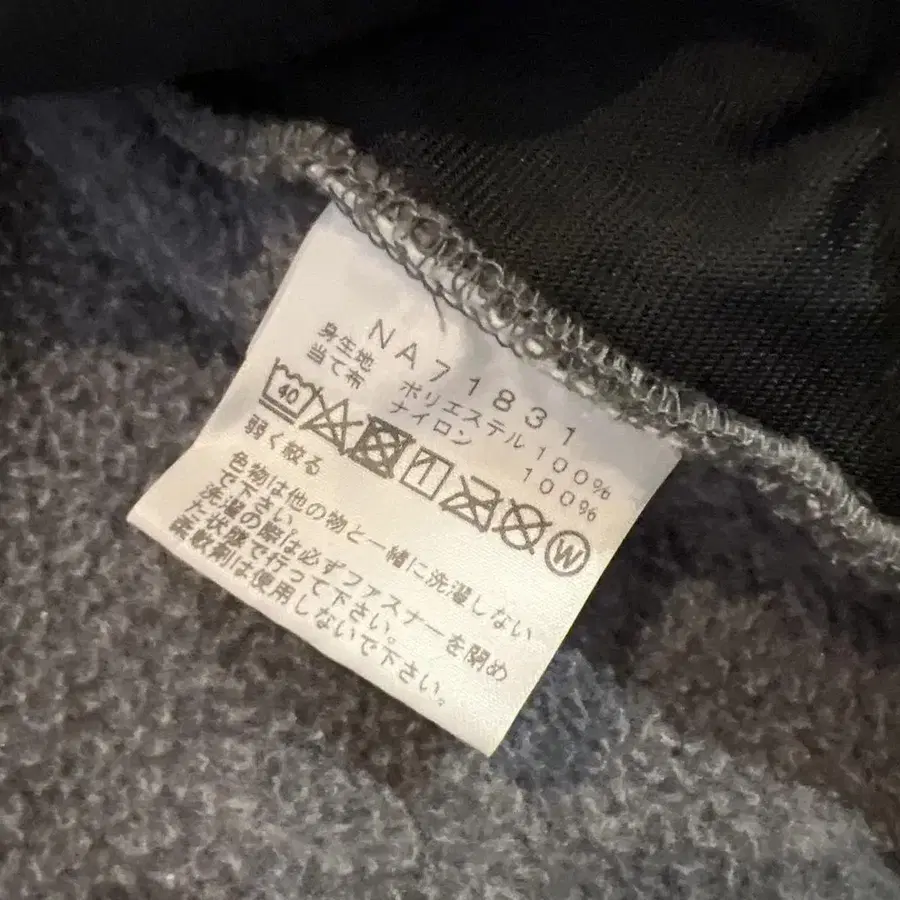 NA71831
身生地 ポリエステル100%
当て布 ナイロン 100%
40
W
弱く絞る
色物は他の物と一緒に洗濯しない
で下さい。
洗濯の際は必ずファスナーを閉め
た状態で行って下さい。
柔軟剤は使用しないで下さい。